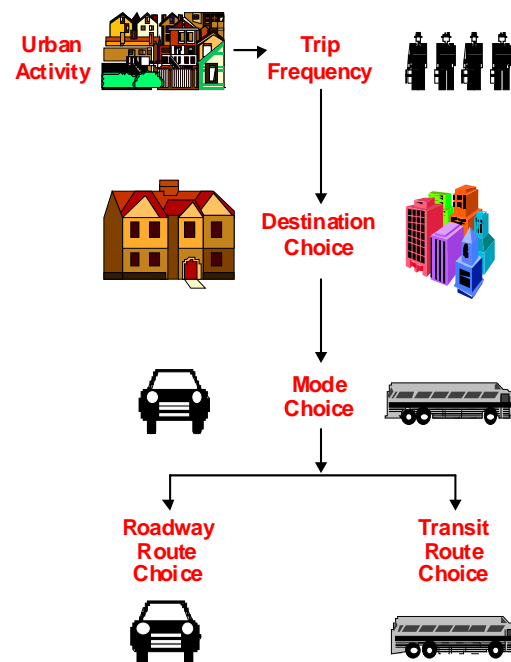 Urban
Activity
Trip
Frequency
Destination
Choice
Mode
Choice
Roadway
Route
Choice
Transit
Route
Choice